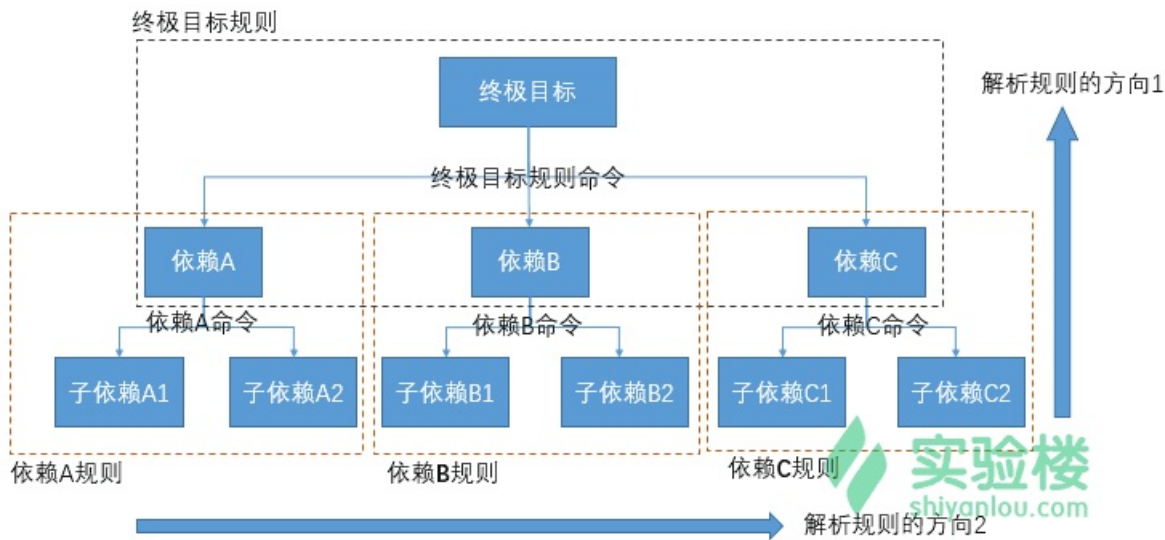 终极目标规则
终极目标
解析规则的方向1
终极目标规则命令
依赖A
依赖B
依赖C
依赖A命令
依赖B命令
依赖C命令
子依赖A1
子依赖A2
子依赖B1
子依赖B2
子依赖C1
子依赖C2
依赖A规则
依赖B规则
依赖C规则
实验楼
shiyanlou.com
解析规则的方向2